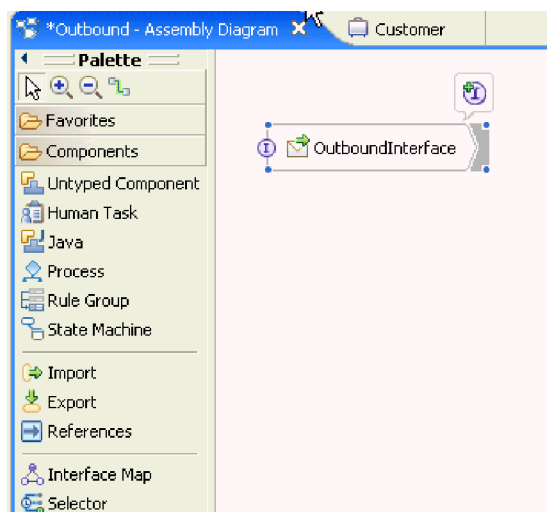 *Outbound - Assembly Diagram
Customer
Palette
Favorites
Components
Untyped Component
Human Task
Java
Process
Rule Group
State Machine
Import
Export
References
Interface Map
Selector
I
I OutboundInterface